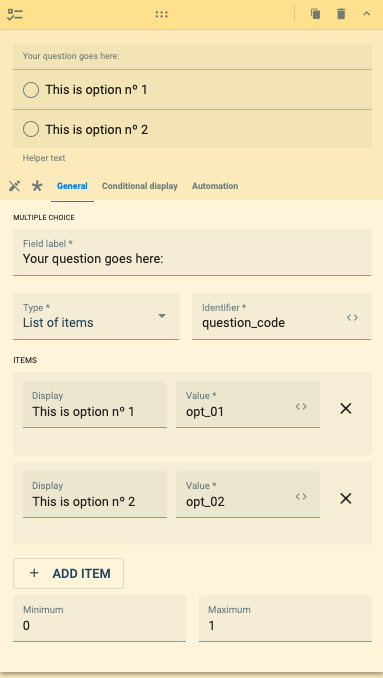 Your question goes here:
This is option nº 1
This is option nº 2
Helper text
General Conditional display Automation
MULTIPLE CHOICE
Field label *
Your question goes here:
Type * Identifier *
List of items question_code
ITEMS
Display Value *
This is option nº 1 opt_01
Display Value *
This is option nº 2 opt_02
+ ADD ITEM
Minimum Maximum
0 1